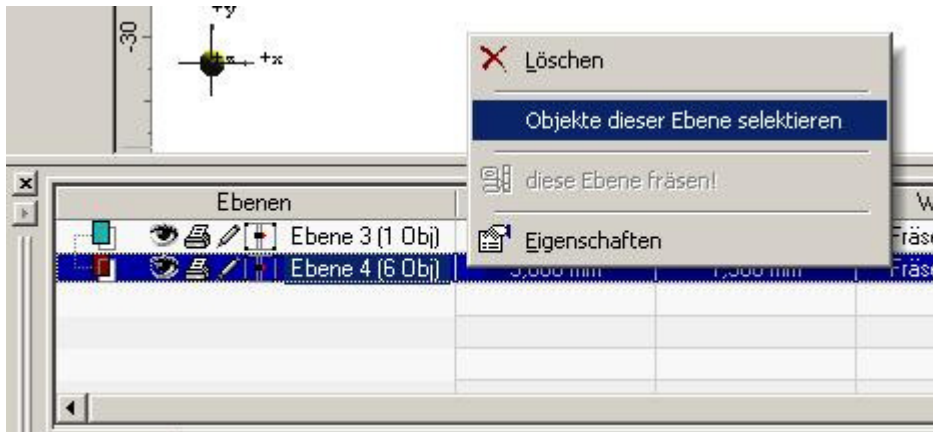 +y
-30
+x
Löschen
Objekte dieser Ebene selektieren
diese Ebene fräsen!
Eigenschaften
Ebenen
Ebene 3 (1 Obj)
Ebene 4 (6 Obj)